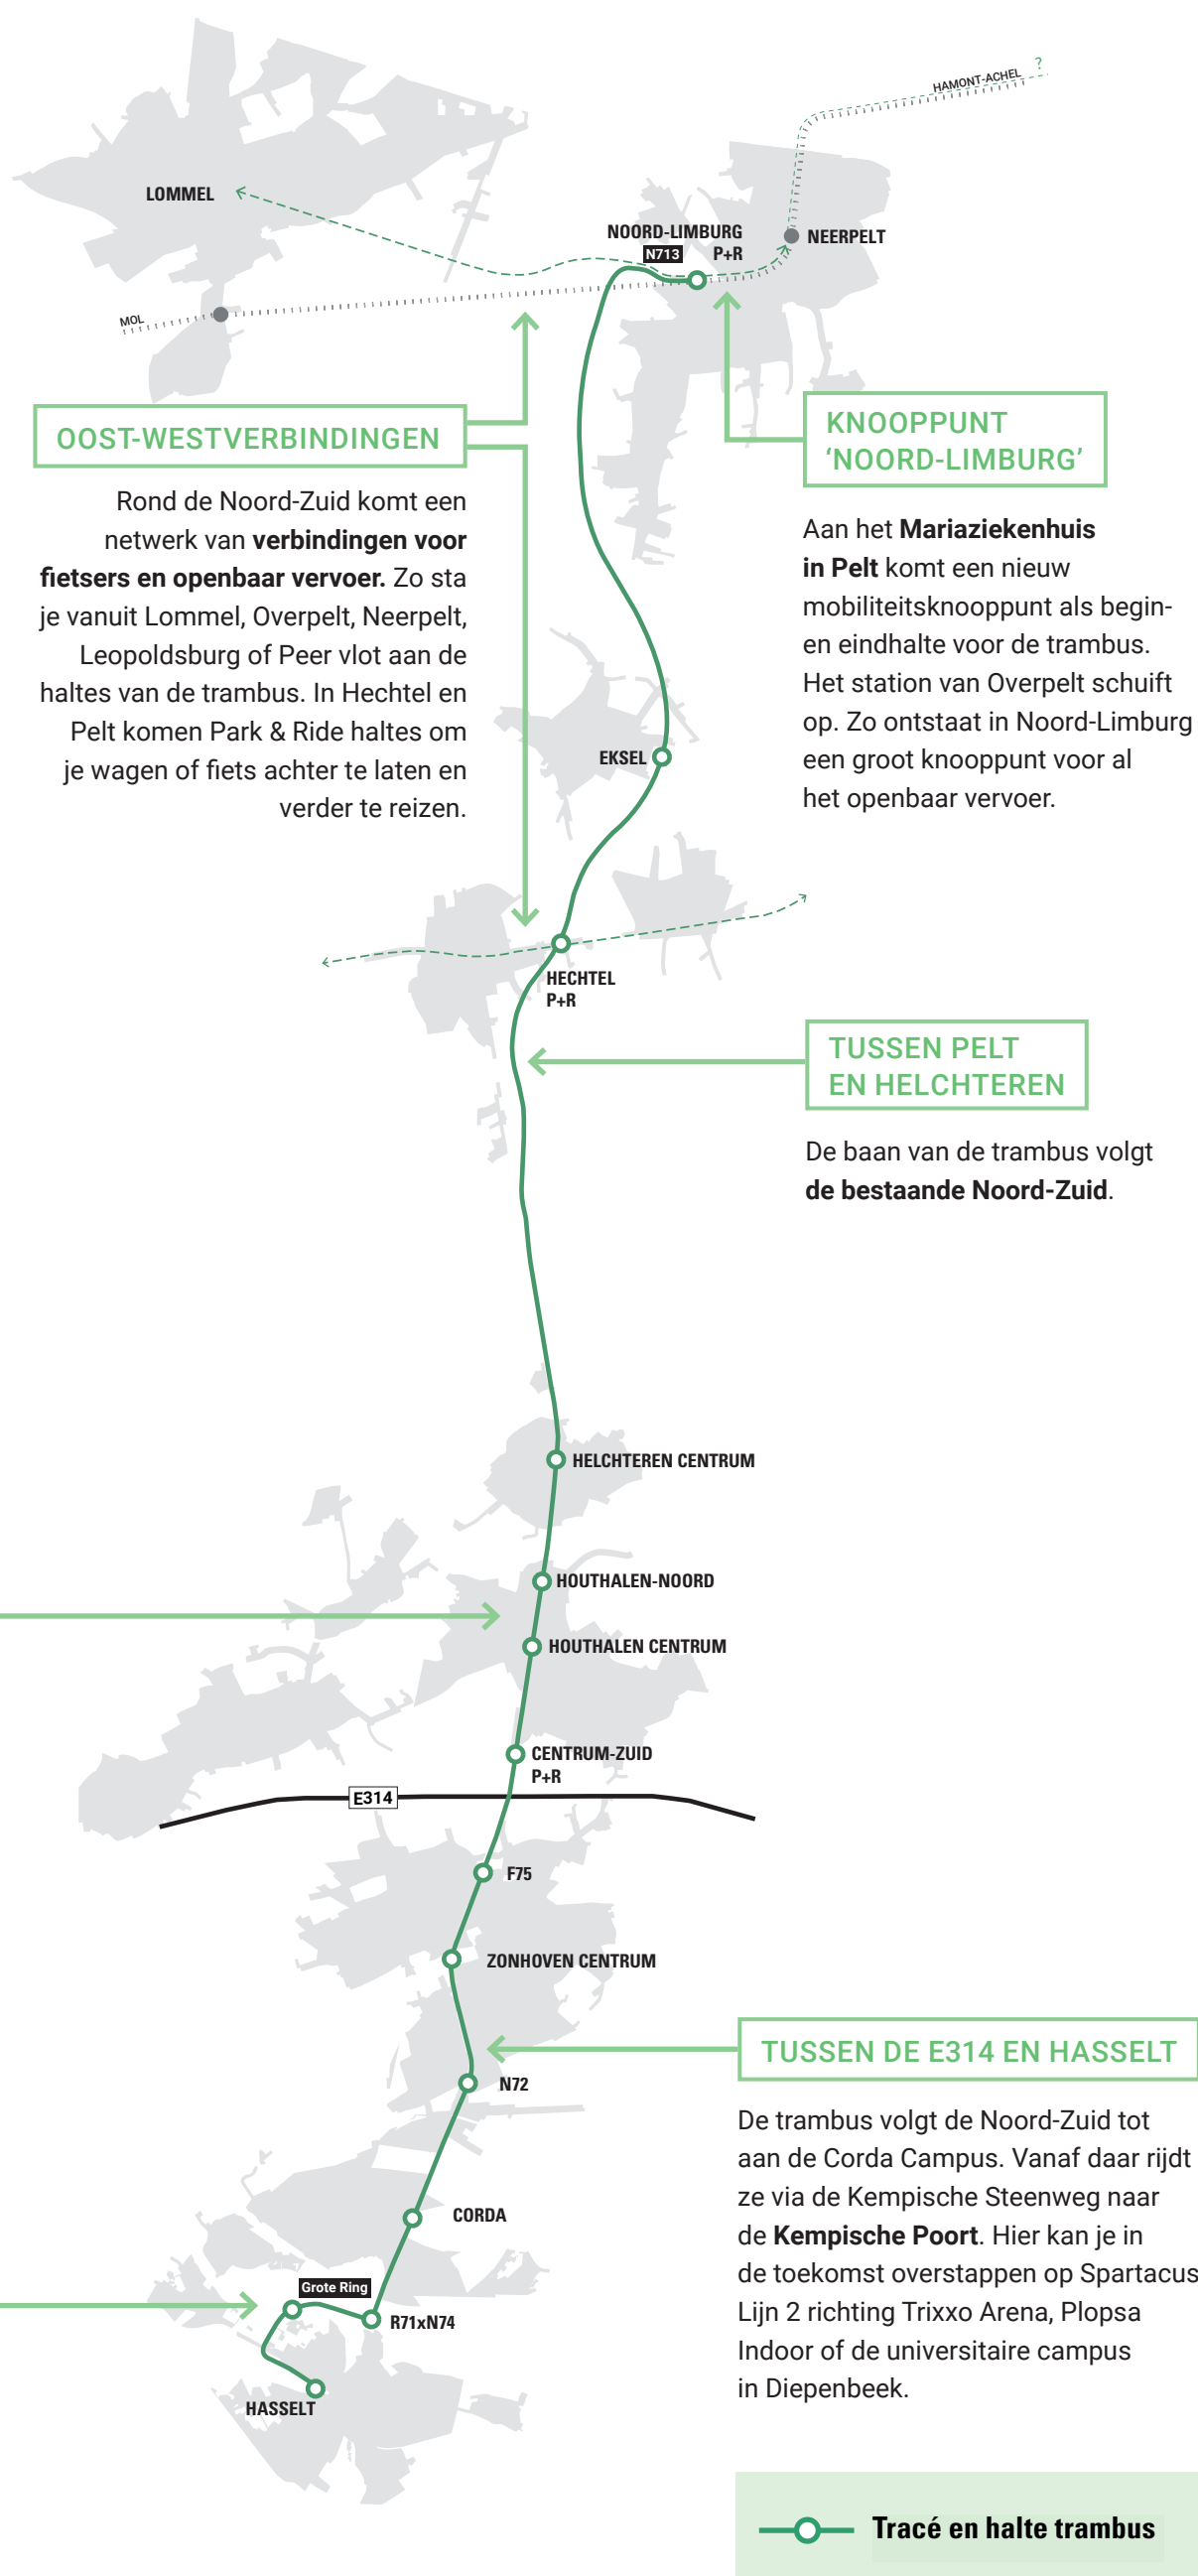 HAMONT-ACHEL
?
LOMMEL
NOORD-LIMBURG
N713
P+R
NEERPELT
MOL
OOST-WESTVERBINDINGEN
Rond de Noord-Zuid komt een
netwerk van verbindingen voor
fietsers en openbaar vervoer. Zo sta
je vanuit Lommel, Overpelt, Neerpelt,
Leopoldsburg of Peer vlot aan de
haltes van de trambus. In Hechtel en
Pelt komen Park & Ride haltes om
je wagen of fiets achter te laten en
verder te reizen.
KNOOPPUNT
‘NOORD-LIMBURG’
Aan het Mariaziekenhuis
in Pelt komt een nieuw
mobiliteitsknooppunt als begin-
en eindhalte voor de trambus.
Het station van Overpelt schuift
op. Zo ontstaat in Noord-Limburg
een groot knooppunt voor al
het openbaar vervoer.
EKSEL
HECHTEL
P+R
TUSSEN PELT
EN HELCHTEREN
De baan van de trambus volgt
de bestaande Noord-Zuid.
HELCHTEREN CENTRUM
HOUTHALEN-NOORD
HOUTHALEN CENTRUM
CENTRUM-ZUID
P+R
E314
F75
ZONHOVEN CENTRUM
TUSSEN DE E314 EN HASSELT
De trambus volgt de Noord-Zuid tot
aan de Corda Campus. Vanaf daar rijdt
ze via de Kempische Steenweg naar
de Kempische Poort. Hier kan je in
de toekomst overstappen op Spartacus
Lijn 2 richting Trixxo Arena, Plopsa
Indoor of de universitaire campus
in Diepenbeek.
N72
CORDA
Grote Ring
R71xN74
HASSELT
Tracé en halte trambus